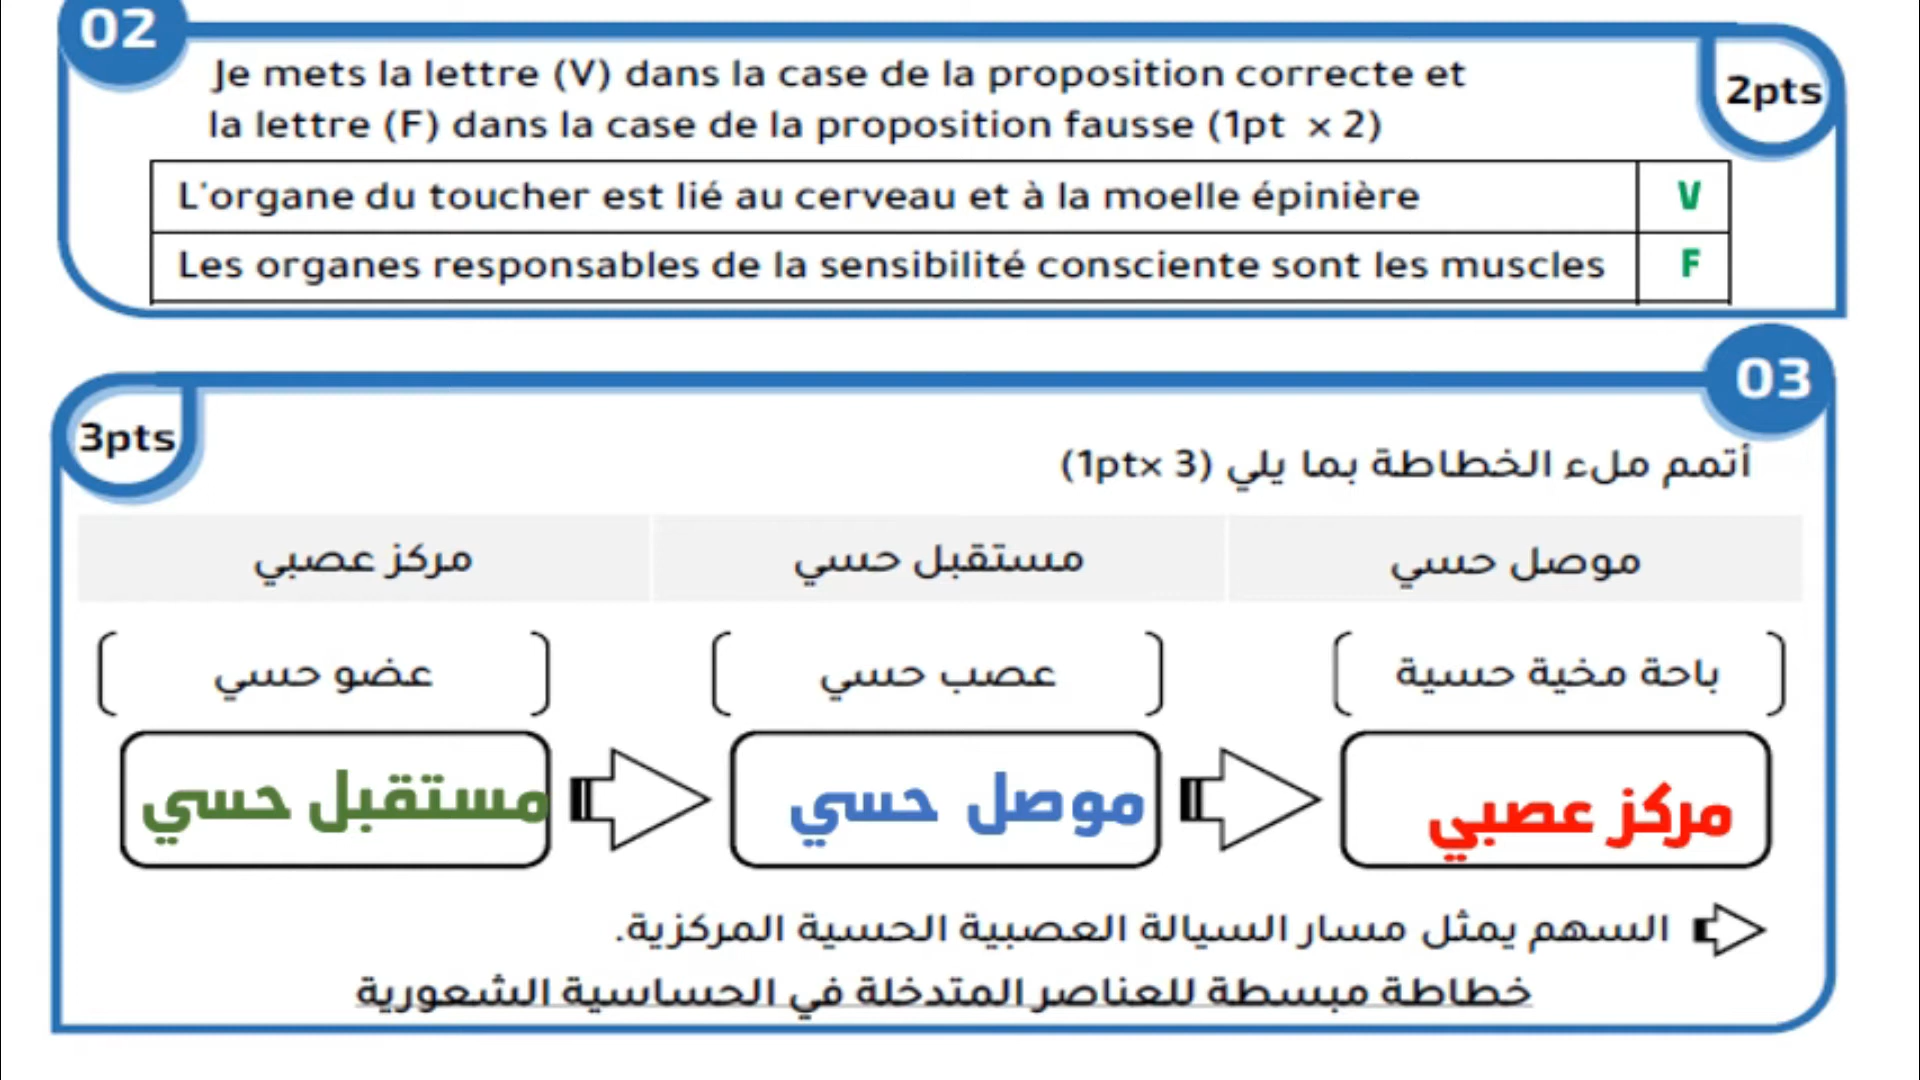 02
2pts
Je mets la lettre (V) dans la case de la proposition correcte et
la lettre (F) dans la case de la proposition fausse (1pt × 2)
L'organe du toucher est lié au cerveau et à la moelle épinière V
Les organes responsables de la sensibilité consciente sont les muscles F
03
3pts
أتمم ملء الخطاطة بما يلي (1pt× 3)
موصل حسي مستقبل حسي مركز عصبي
باحة مخية حسية عصب حسي عضو حسي
مركز عصبي موصل حسي مستقبل حسي
السهم يمثل مسار السيالة العصبية الحسية المركزية.
خطاطة مبسطة للعناصر المتدخلة في الحساسية الشعورية